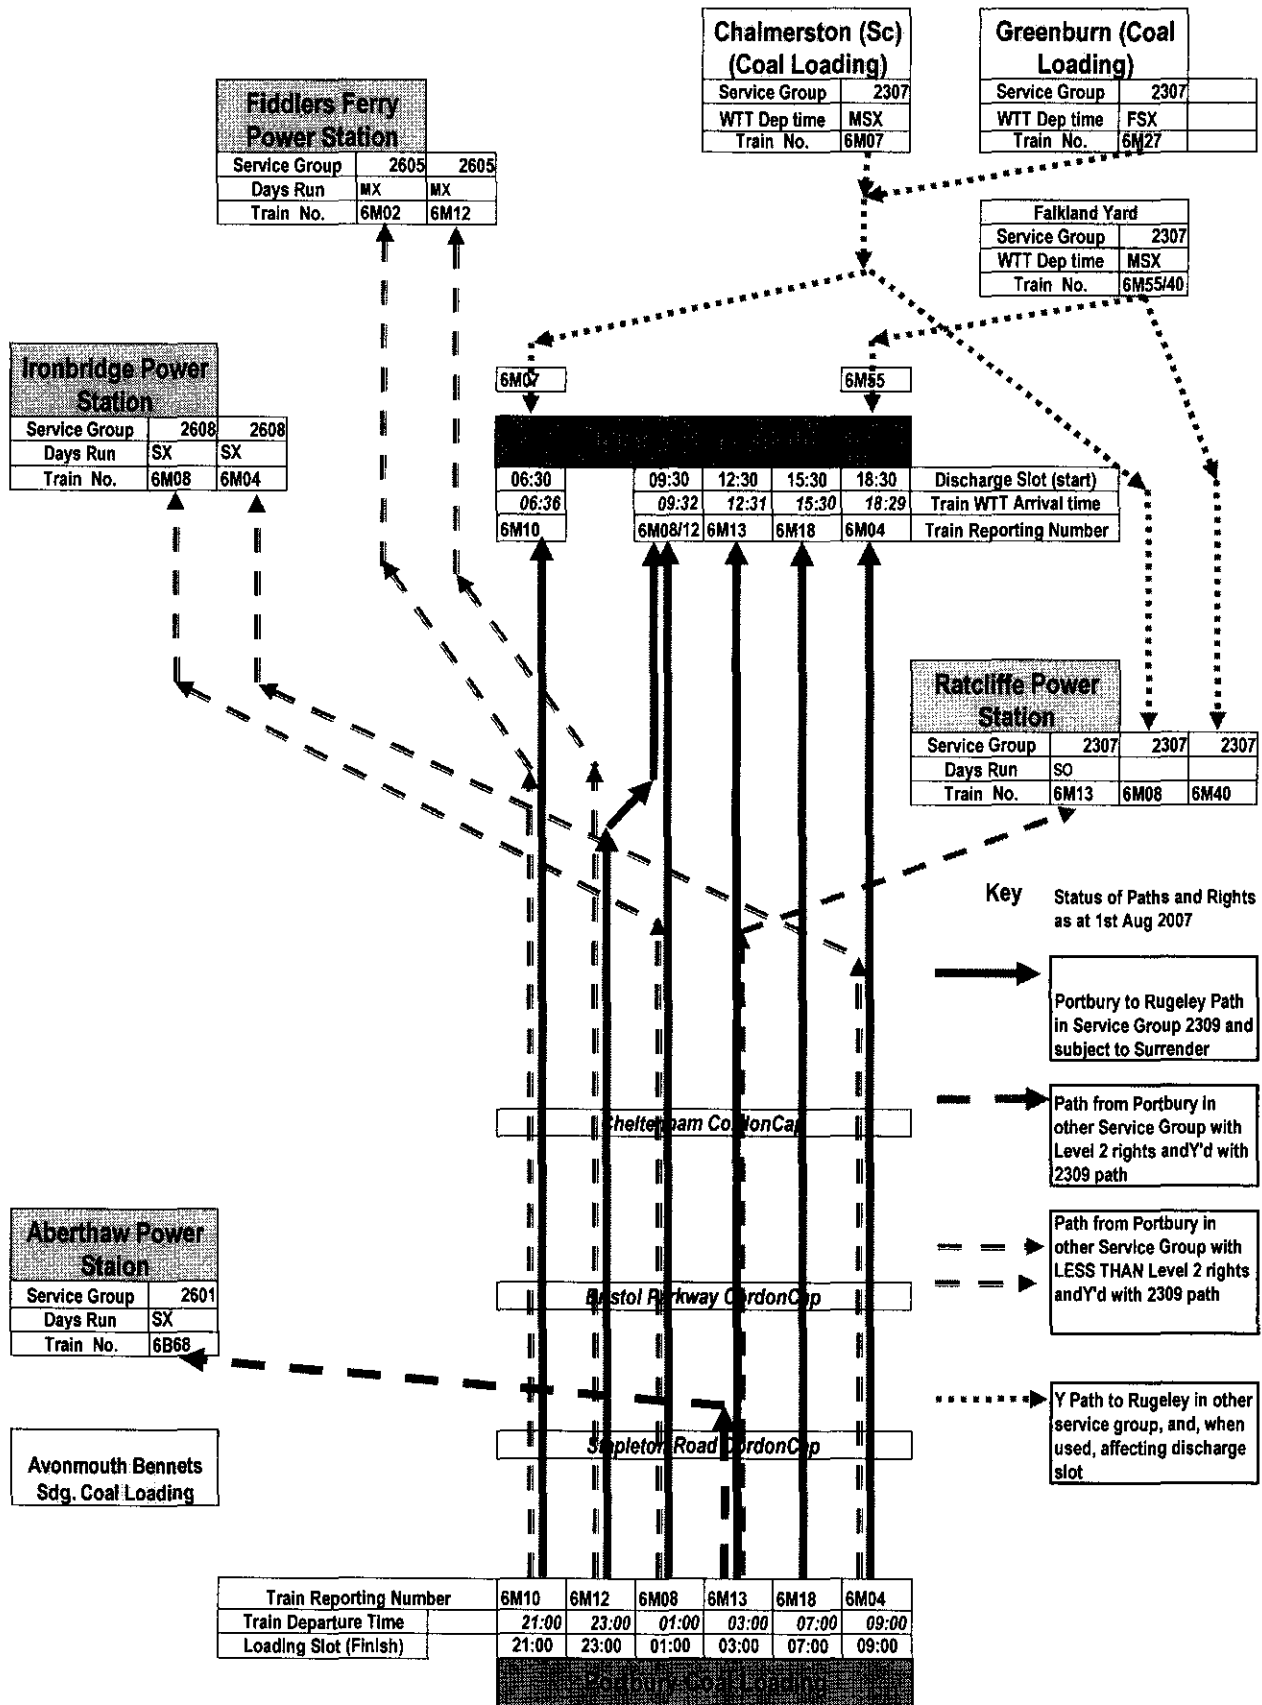 Chalmerston (Sc)
(Coal Loading)
Service Group 2307
WTT Dep time MSX
Train No. 6M07
Greenburn (Coal
Loading)
Service Group 2307
WTT Dep time FSX
Train No. 6M27
Fiddlers Ferry
Power Station
Service Group 2605 2605
Days Run MX MX
Train No. 6M02 6M12
Falkland Yard
Service Group 2307
WTT Dep time MSX
Train No. 6M55/40
Ironbridge Power
Station
Service Group 2608 2608
Days Run SX SX
Train No. 6M08 6M04
6M07
6M55
06:30 09:30 12:30 15:30 18:30 Discharge Slot (start)
06:36 09:32 12:31 15:30 18:29 Train WTT Arrival time
6M10 6M08/12 6M13 6M18 6M04 Train Reporting Number
Ratcliffe Power
Station
Service Group 2307 2307 2307
Days Run SO
Train No. 6M13 6M08 6M40
Key
Status of Paths and Rights
as at 1st Aug 2007
Portbury to Rugeley Path
in Service Group 2309 and
subject to Surrender
Path from Portbury in
other Service Group with
Level 2 rights andY'd with
2309 path
Path from Portbury in
other Service Group with
LESS THAN Level 2 rights
andY'd with 2309 path
Y Path to Rugeley in other
service group, and, when
used, affecting discharge
slot
Cheltenham CordonCap
Aberthaw Power
Staion
Service Group 2601
Days Run SX
Train No. 6B68
Bristol Parkway CordonCap
Stapleton Road CordonCap
Avonmouth Bennets
Sdg. Coal Loading
Train Reporting Number 6M10 6M12 6M08 6M13 6M18 6M04
Train Departure Time 21:00 23:00 01:00 03:00 07:00 09:00
Loading Slot (Finish) 21:00 23:00 01:00 03:00 07:00 09:00
Portbury Coal Loading